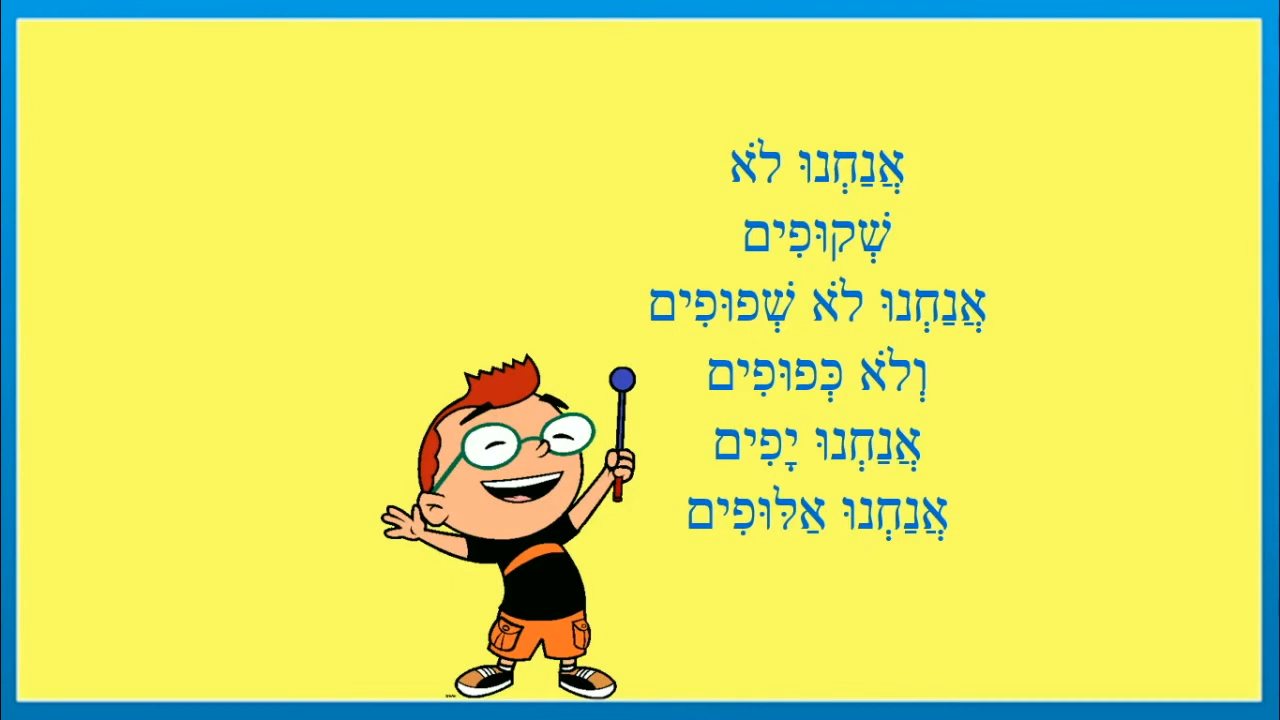 אֲנַחְנוּ לֹא
שְׁקוּפִים
אֲנַחְנוּ לֹא שְׁפוּפִים
וְלֹא כְּפוּפִים
אֲנַחְנוּ יָפִים
אֲנַחְנוּ אַלּוּפִים